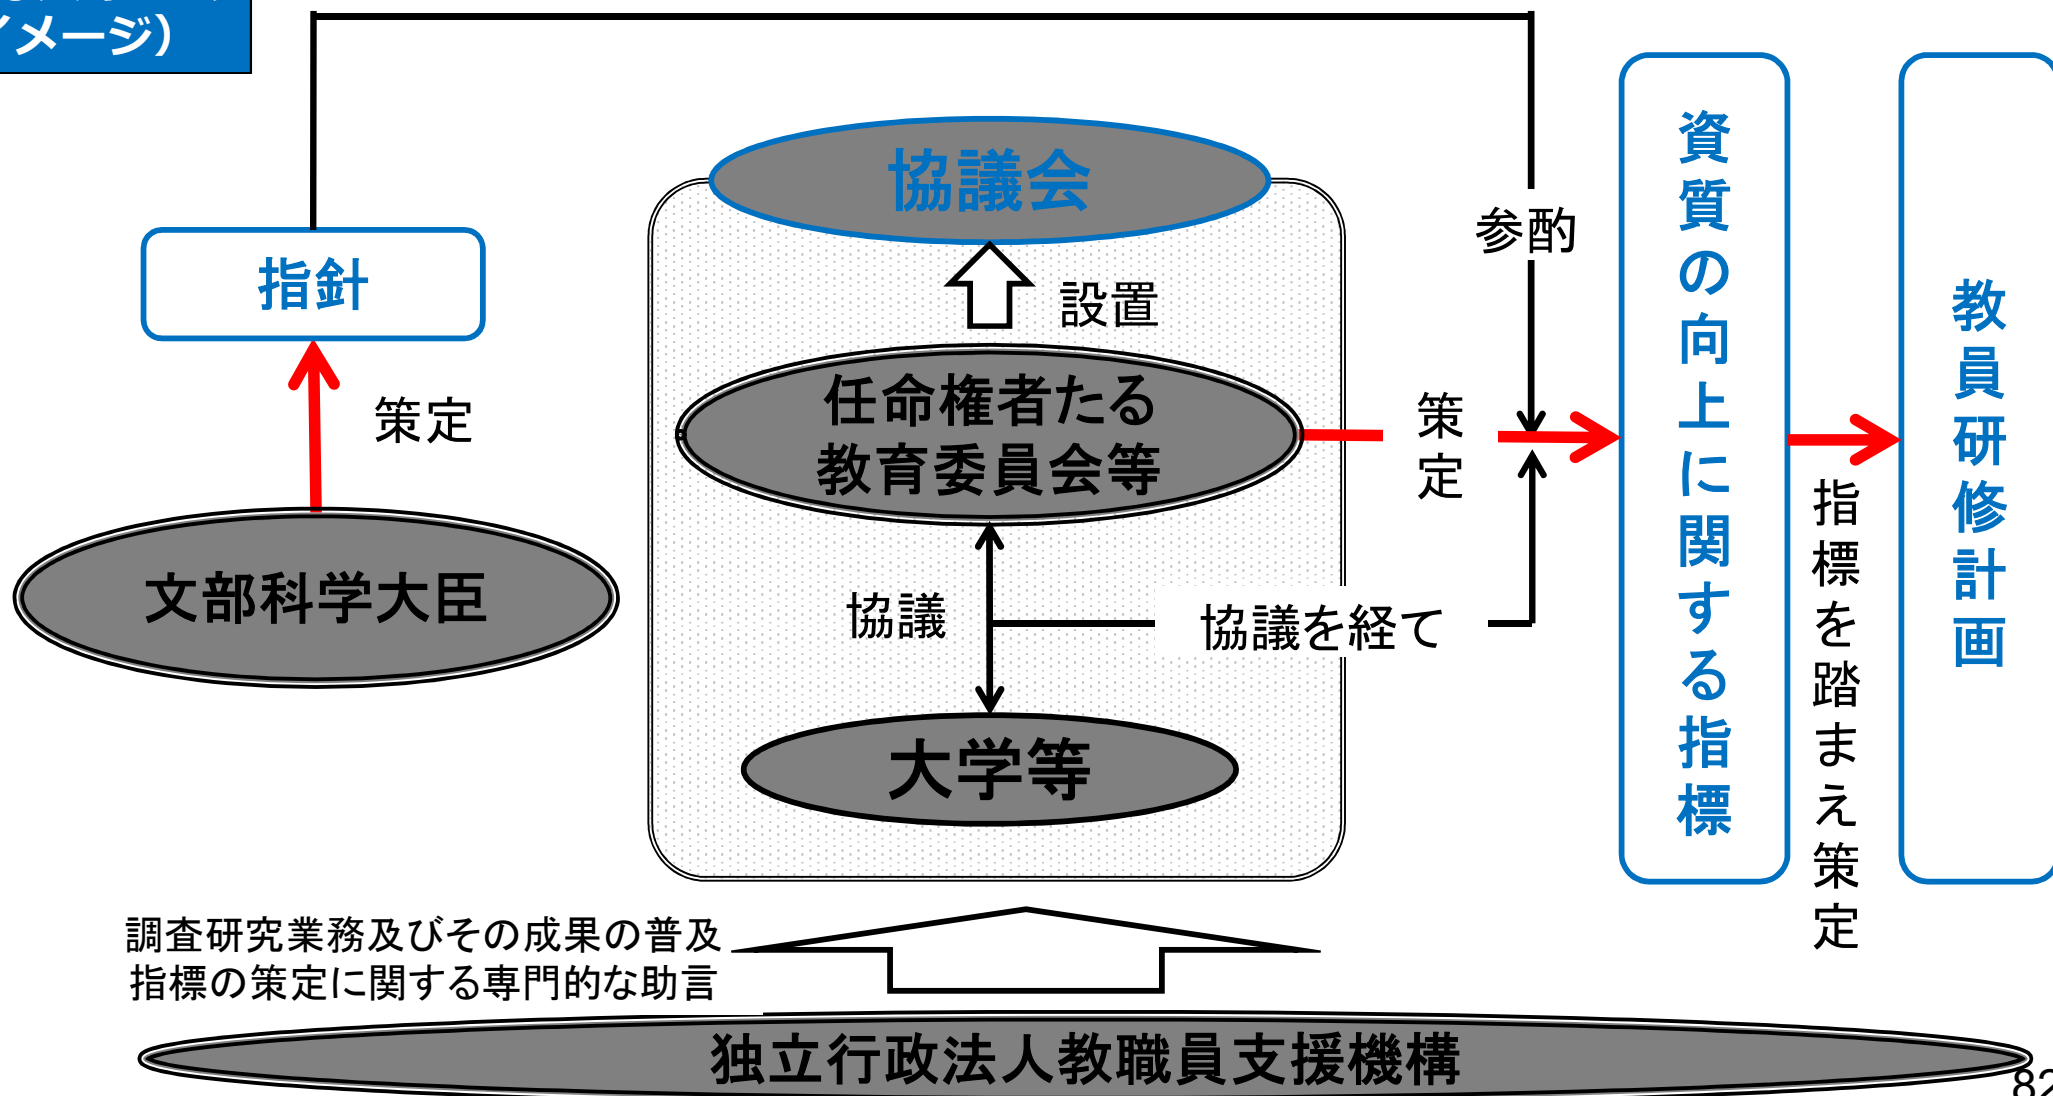 イメージ）
協議会
参酌
指針
設置
策定
任命権者たる
教育委員会等
策定
文部科学大臣
協議
協議を経て
大学等
資質の向上に関する指標
指標を踏まえ策定
教員研修計画
調査研究業務及びその成果の普及
指標の策定に関する専門的な助言
独立行政法人教職員支援機構
82